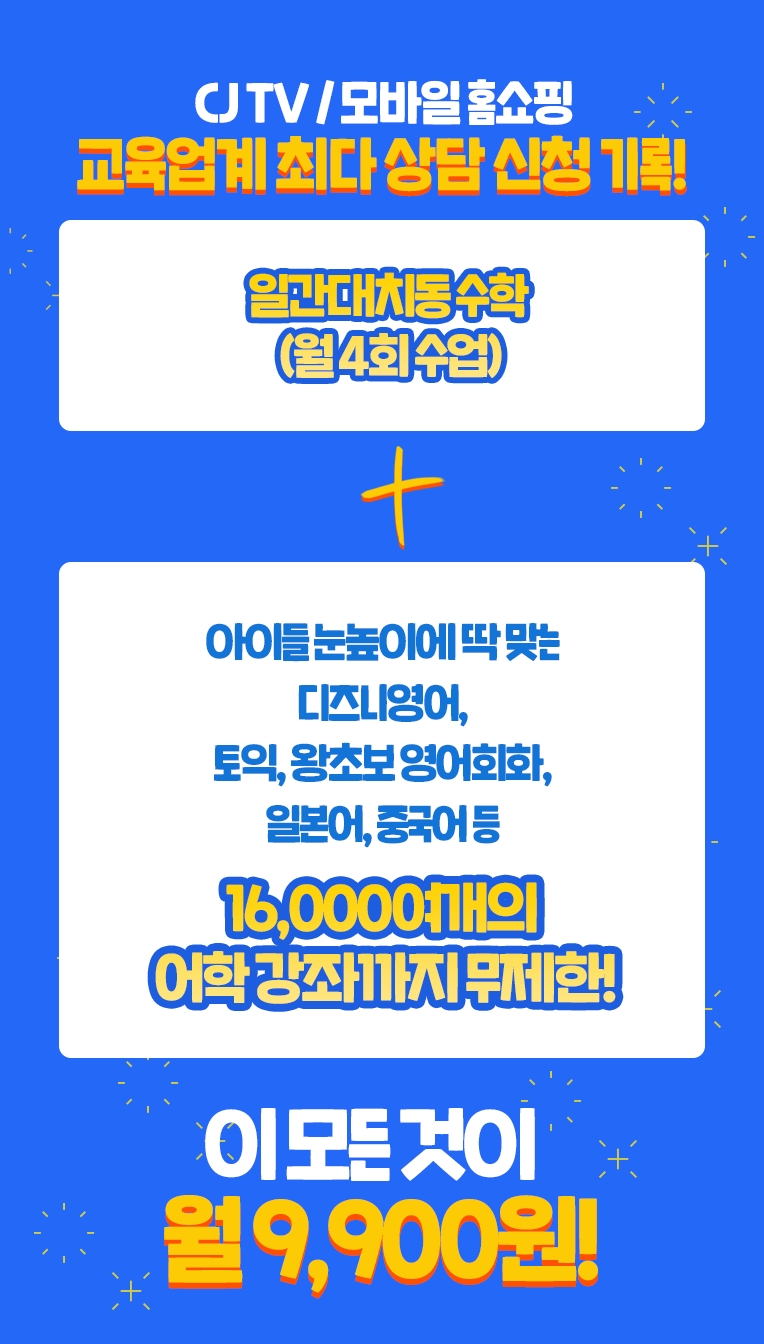 CJ TV / 모바일 홈쇼핑
교육업계 최다 상담 신청 기록!
일간대치동 수학
(월 4회 수업)
아이들 눈높이에 딱 맞는
디즈니영어,
토익, 왕초보 영어회화,
일본어, 중국어 등
16,000여개의
어학 강좌까지 무제한!
이 모든 것이
월 9,900원!